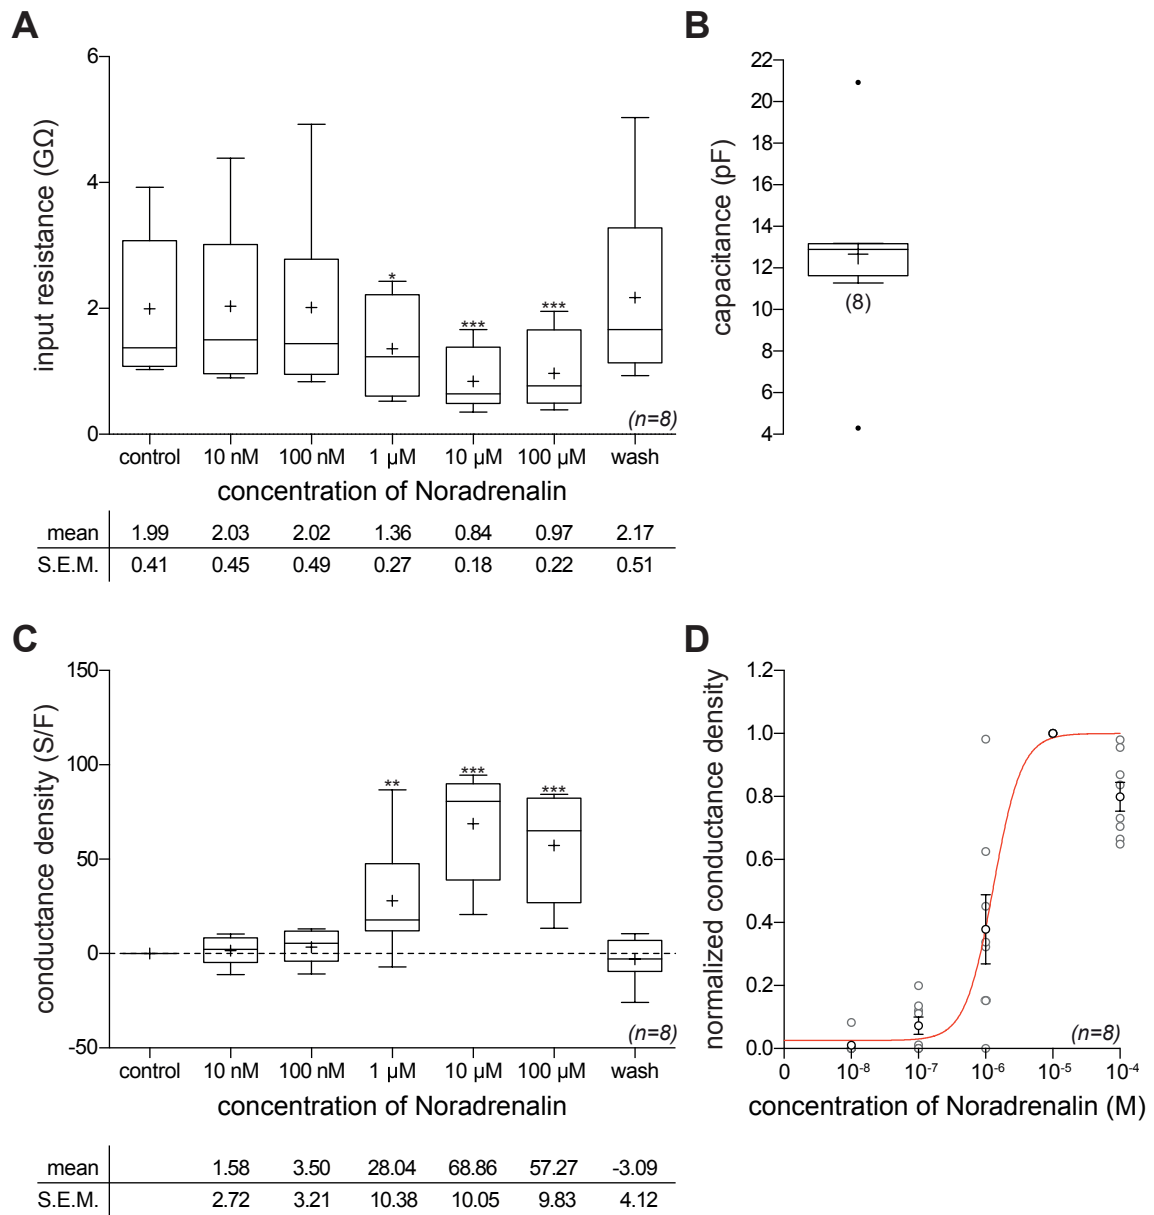 A
input resistance (GΩ)
6
4
2
0
* *** ***
(n=8)
control 10 nM 100 nM 1 µM 10 µM 100 µM wash
concentration of Noradrenalin
mean 1.99 2.03 2.02 1.36 0.84 0.97 2.17
S.E.M. 0.41 0.45 0.49 0.27 0.18 0.22 0.51
B
capacitance (pF)
22
20
18
16
14
12
10
8
6
4
(8)
C
conductance density (S/F)
150
100
50
0
-50
** *** ***
(n=8)
control 10 nM 100 nM 1 µM 10 µM 100 µM wash
concentration of Noradrenalin
mean 1.58 3.50 28.04 68.86 57.27 -3.09
S.E.M. 2.72 3.21 10.38 10.05 9.83 4.12
D
normalized conductance density
1.2
1.0
0.8
0.6
0.4
0.2
0.0
(n=8)
0 10⁻⁸ 10⁻⁷ 10⁻⁶ 10⁻⁵ 10⁻⁴
concentration of Noradrenalin (M)